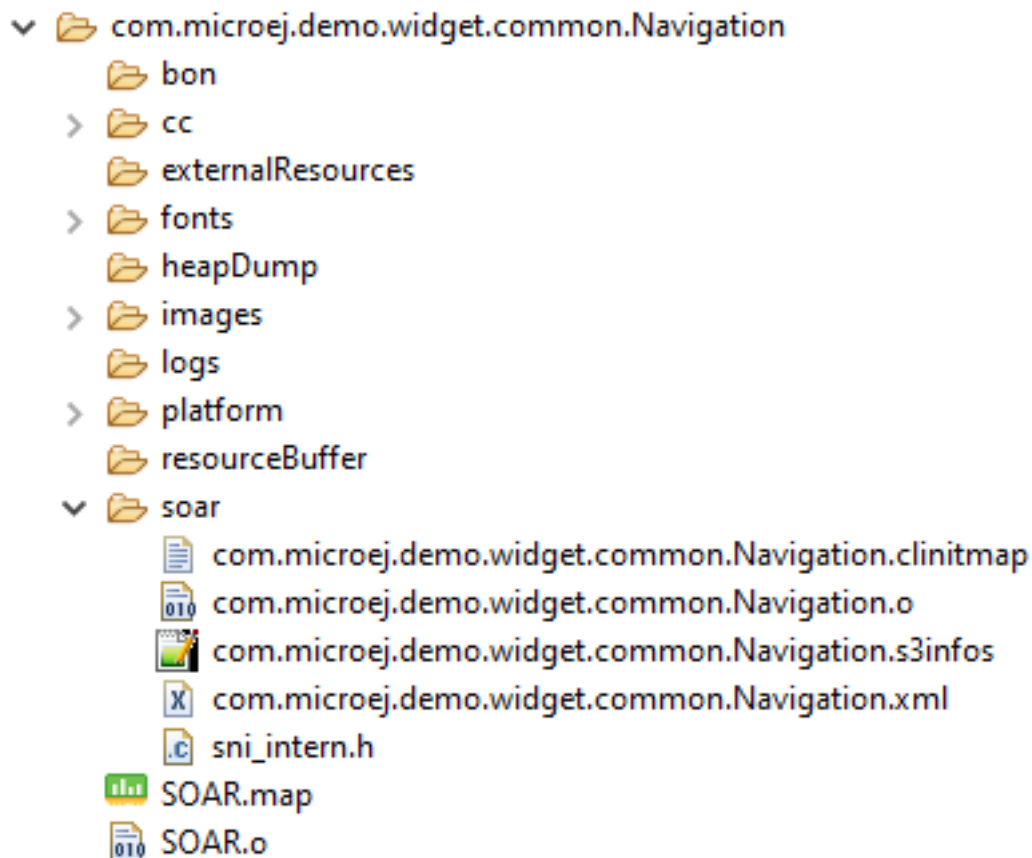 com.microej.demo.widget.common.Navigation
bon
cc
externalResources
fonts
heapDump
images
logs
platform
resourceBuffer
soar
com.microej.demo.widget.common.Navigation.clinitmap
com.microej.demo.widget.common.Navigation.o
com.microej.demo.widget.common.Navigation.s3infos
com.microej.demo.widget.common.Navigation.xml
sni_intern.h
SOAR.map
SOAR.o